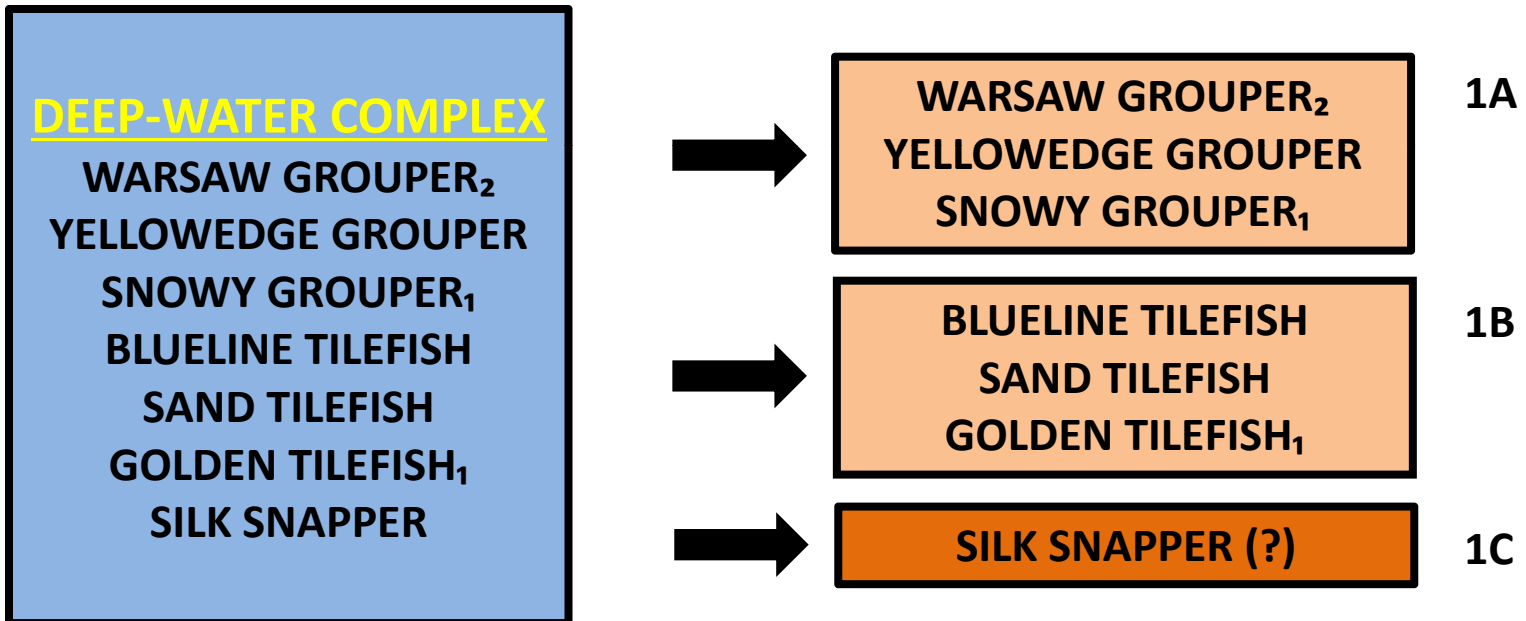 DEEP-WATER COMPLEX
WARSAW GROUPER₂
YELLOWEDGE GROUPER
SNOWY GROUPER₁
BLUELINE TILEFISH
SAND TILEFISH
GOLDEN TILEFISH₁
SILK SNAPPER
WARSAW GROUPER₂
YELLOWEDGE GROUPER
SNOWY GROUPER₁
1A
BLUELINE TILEFISH
SAND TILEFISH
GOLDEN TILEFISH₁
1B
SILK SNAPPER (?)
1C